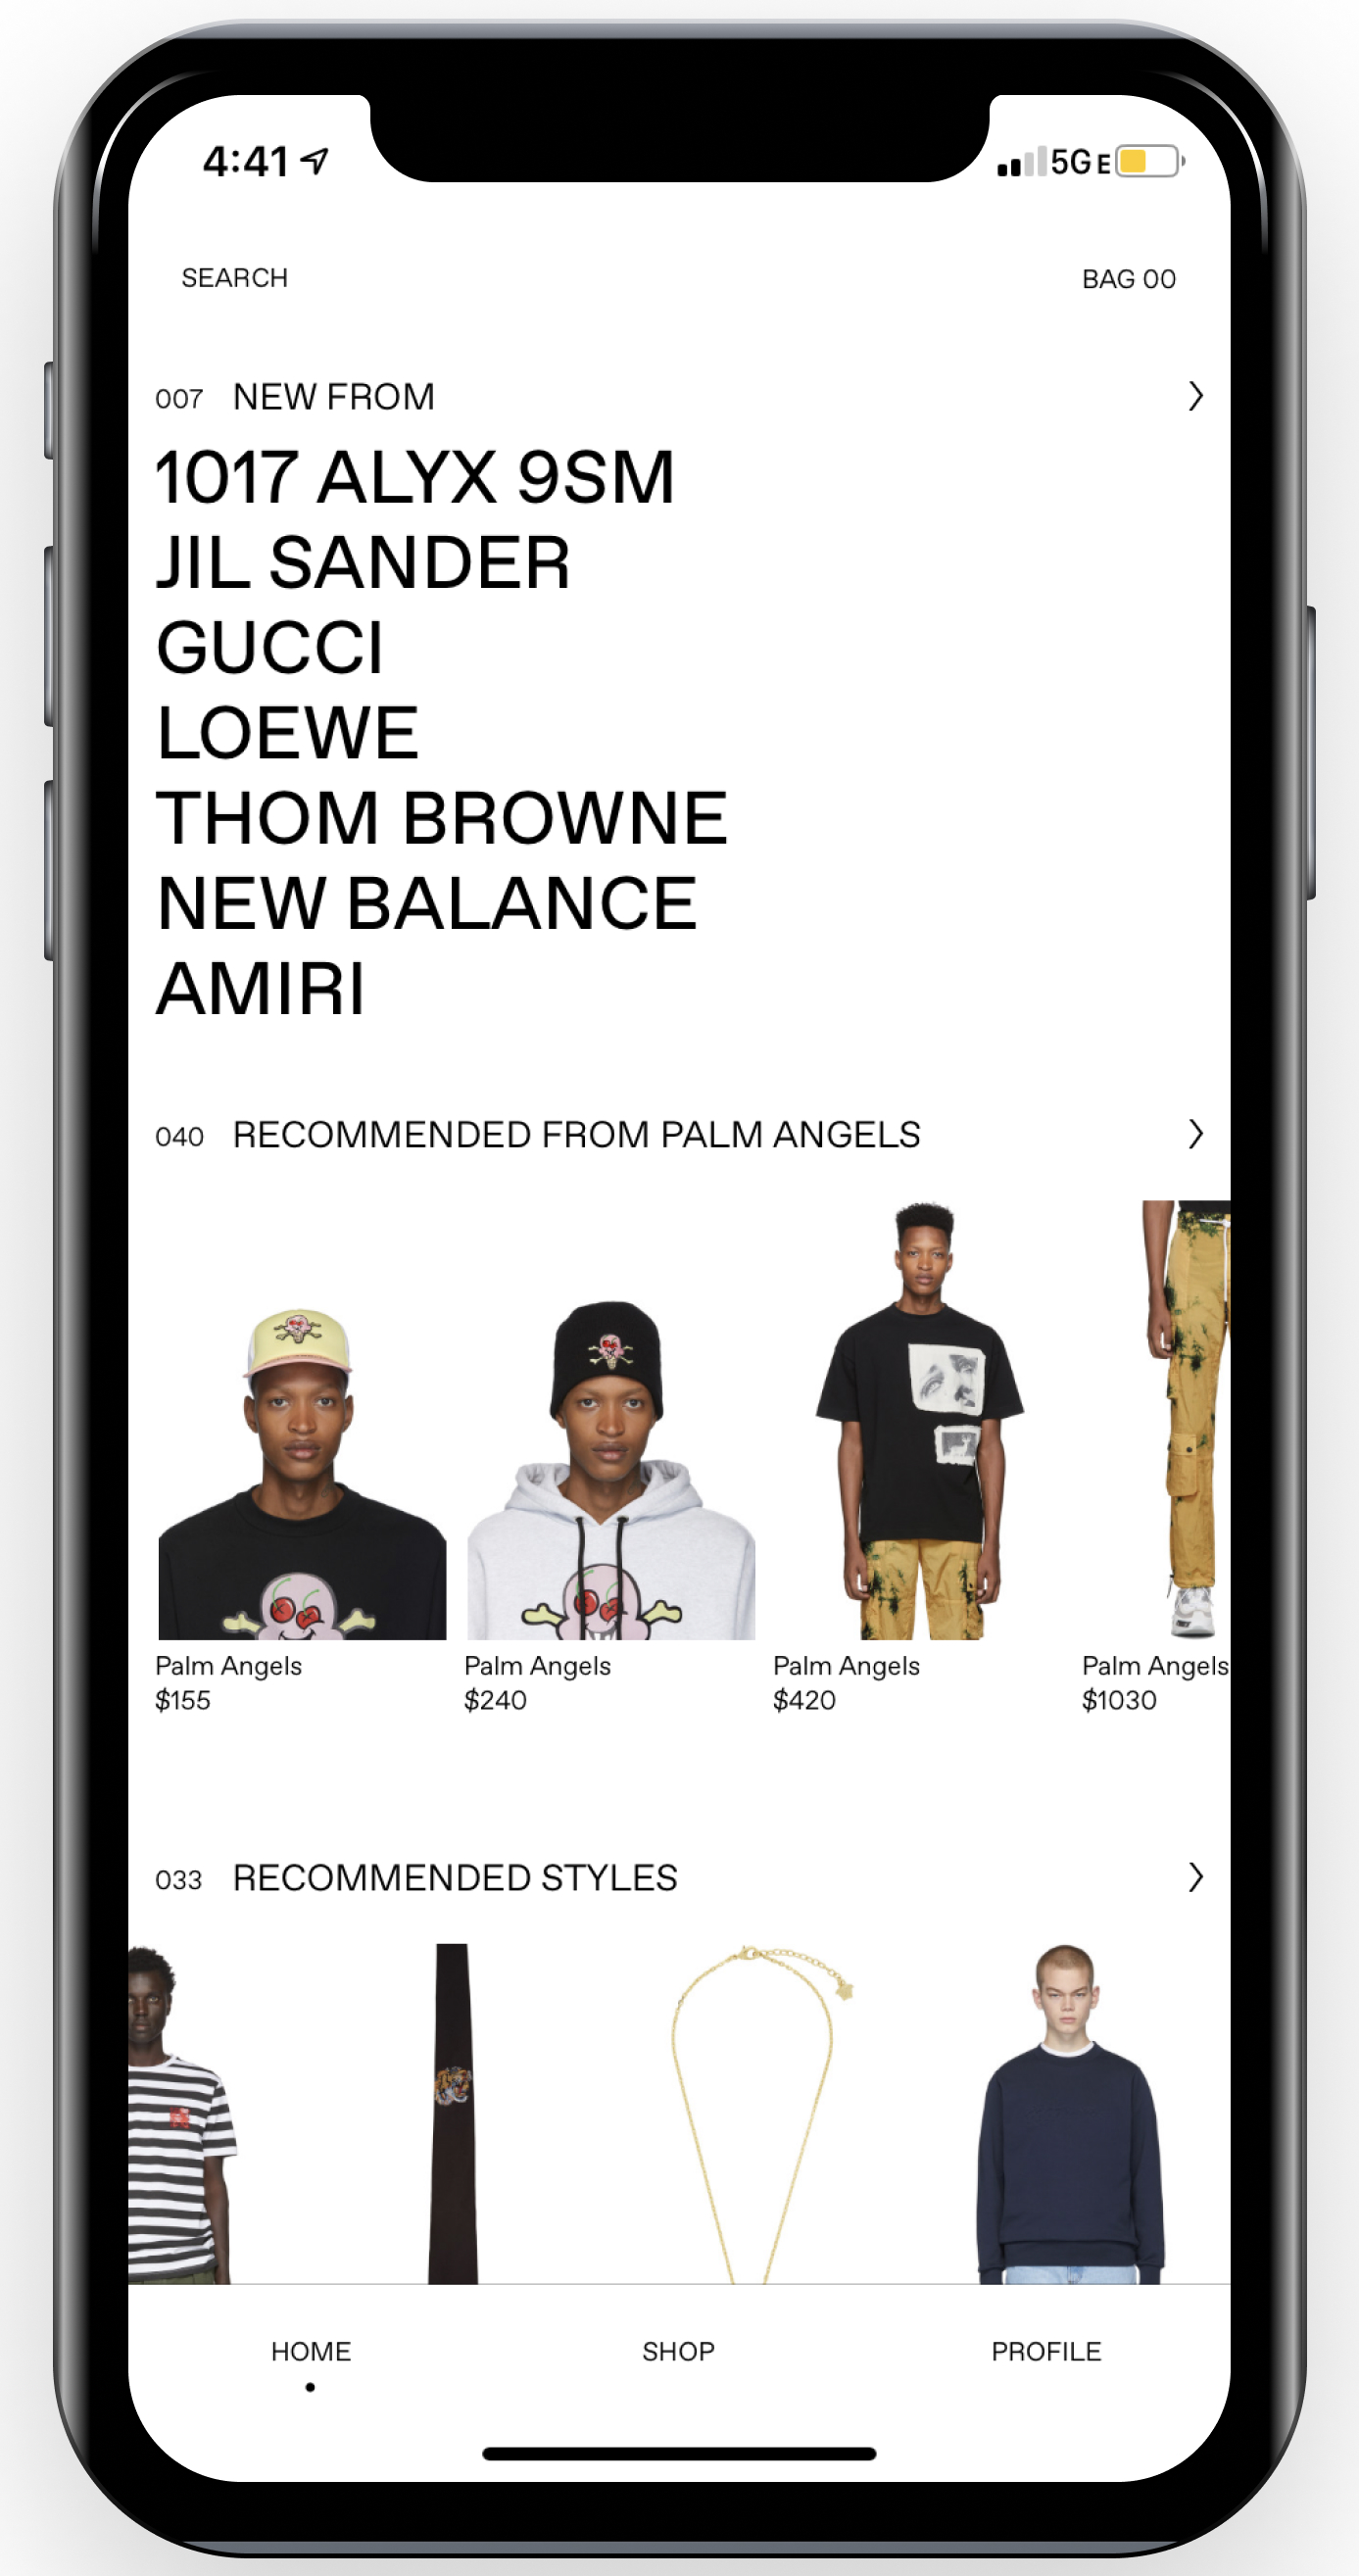 4:41
5G E
SEARCH
BAG 00
007 NEW FROM
1017 ALYX 9SM
JIL SANDER
GUCCI
LOEWE
THOM BROWNE
NEW BALANCE
AMIRI
040 RECOMMENDED FROM PALM ANGELS
Palm Angels
$155
Palm Angels
$240
Palm Angels
$420
Palm Angels
$1030
033 RECOMMENDED STYLES
HOME
SHOP
PROFILE